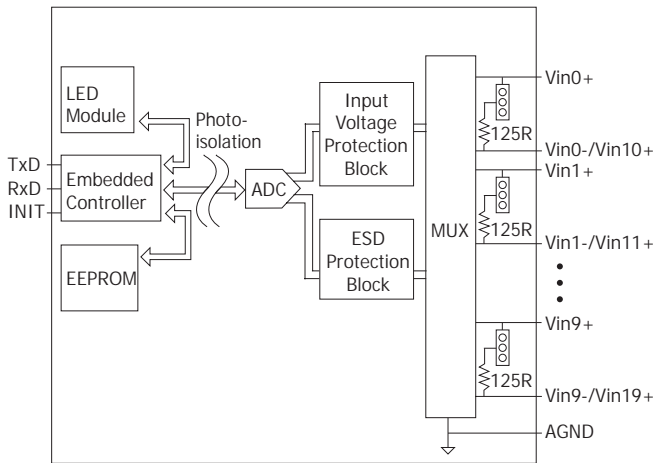 LED
Module
Photo-
isolation
TxD
RxD
INIT
Embedded
Controller
EEPROM
ADC
Input
Voltage
Protection
Block
ESD
Protection
Block
MUX
Vin0+
125R
Vin0-/Vin10+
Vin1+
125R
Vin1-/Vin11+
Vin9+
125R
Vin9-/Vin19+
AGND